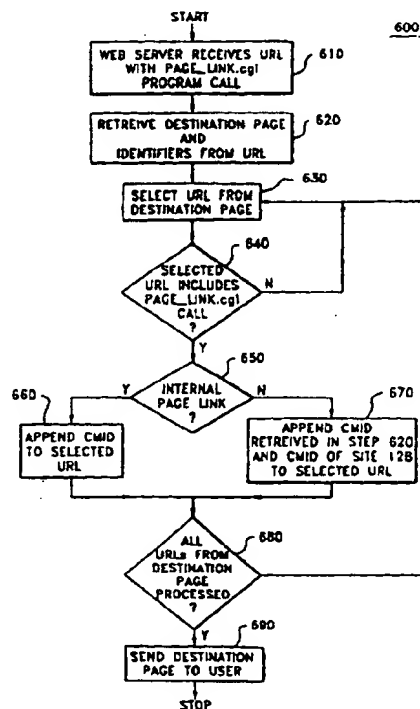 START
600
WEB SERVER RECEIVES URL
WITH PAGE_LINK.cgi
PROGRAM CALL
610
RETREIVE DESTINATION PAGE
AND
IDENTIFIERS FROM URL
620
SELECT URL FROM
DESTINATION PAGE
630
SELECTED
URL INCLUDES
PAGE_LINK.cgi
CALL
?
640
N
Y
INTERNAL
PAGE LINK
?
650
Y
N
660
APPEND CMID
TO SELECTED
URL
670
APPEND CMID
RETREIVED IN STEP 620
AND CMID OF SITE 128
TO SELECTED URL
ALL
URLs FROM
DESTINATION
PAGE
PROCESSED
?
680
Y
SEND DESTINATION
PAGE TO USER
690
STOP